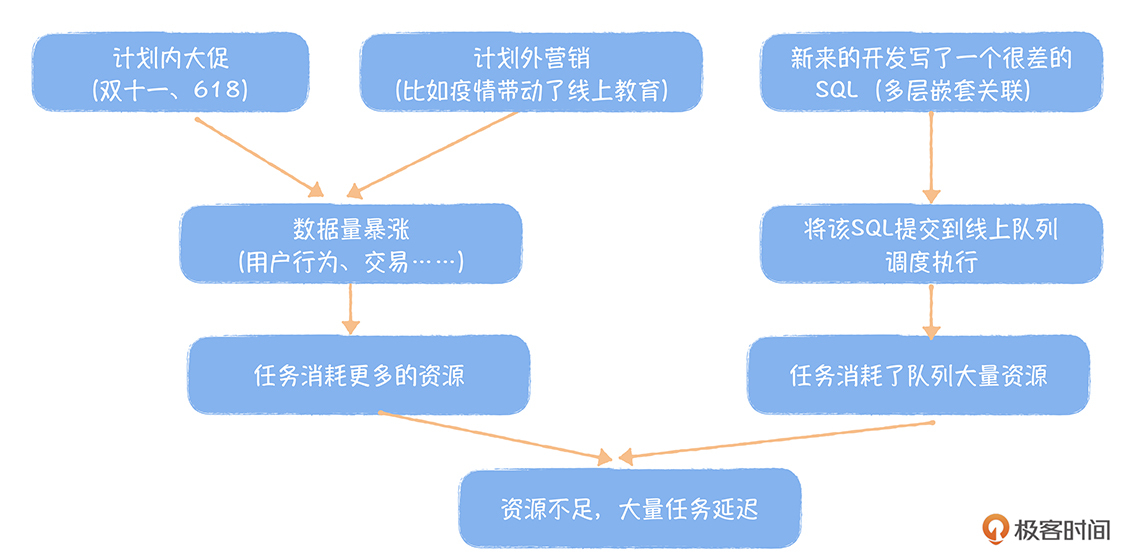 计划内大促
(双十一、618)
计划外营销
(比如疫情带动了线上教育)
新来的开发写了一个很差的
SQL（多层嵌套关联)
数据量暴涨
(用户行为、交易……)
将该SQL提交到线上队列
调度执行
任务消耗更多的资源
任务消耗了队列大量资源
资源不足，大量任务延迟
极客时间